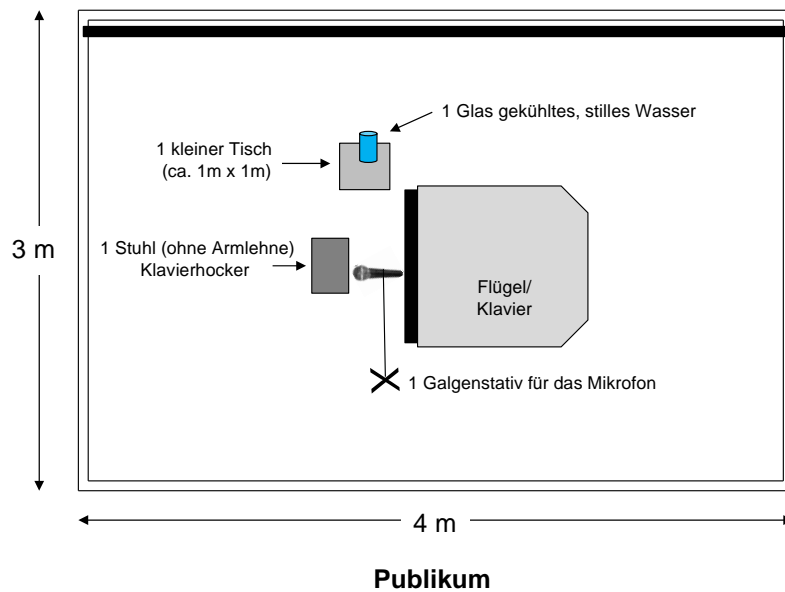 1 Glas gekühltes, stilles Wasser
1 kleiner Tisch
(ca. 1m x 1m)
3 m
1 Stuhl (ohne Armlehne)
Klavierhocker
Flügel/
Klavier
1 Galgenstativ für das Mikrofon
4 m
Publikum